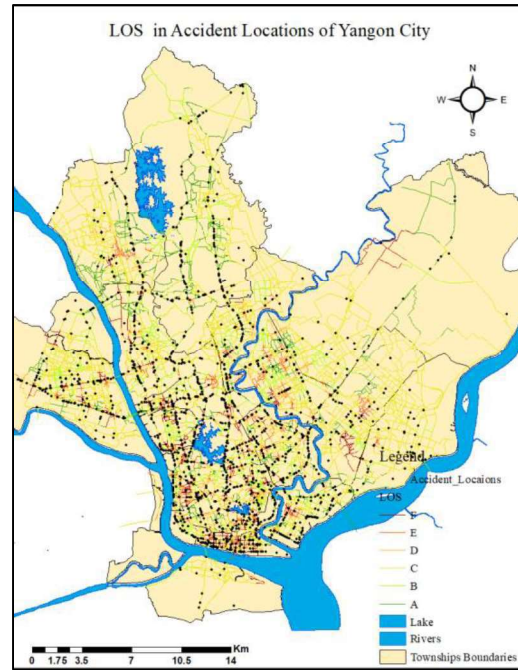 LOS in Accident Locations of Yangon City
N
W E
S
Legend
Accident_Locaions
LOS
F
E
D
C
B
A
Lake
Rivers
Townships Boundaries
Km
0 1.75 3.5 7 10.5 14